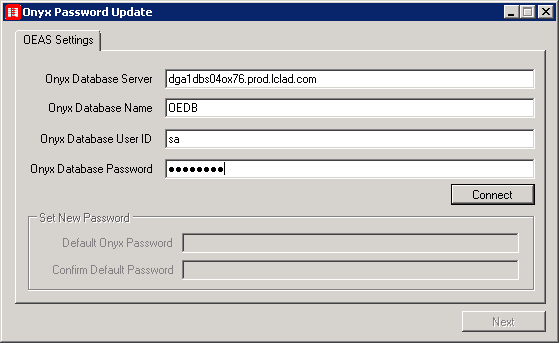 Onyx Password Update
OEAS Settings
Onyx Database Server dga1dbs04ox76.prod.lclad.com
Onyx Database Name OEDB
Onyx Database User ID sa
Onyx Database Password ●●●●●●●●
Connect
Set New Password
Default Onyx Password
Confirm Default Password
Next